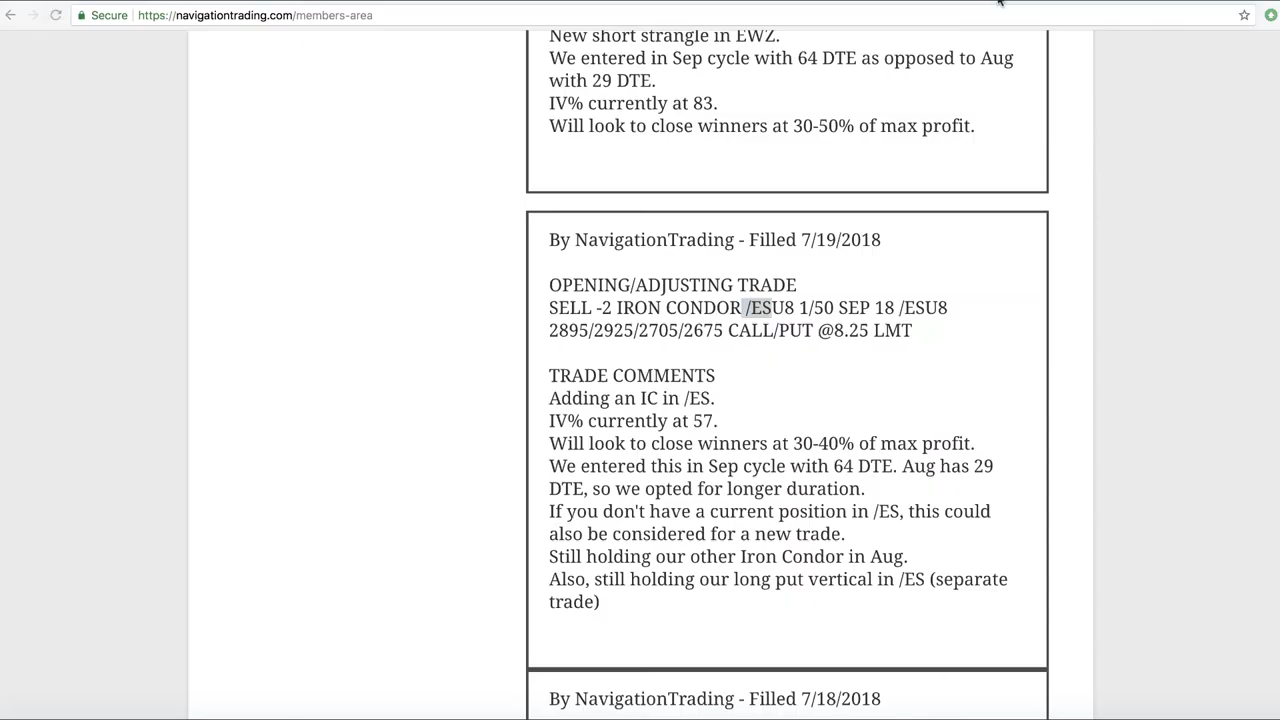 Secure
https://navigationtrading.com/members-area
New short strangle in EWZ.
We entered in Sep cycle with 64 DTE as opposed to Aug
with 29 DTE.
IV% currently at 83.
Will look to close winners at 30-50% of max profit.
By NavigationTrading - Filled 7/19/2018
OPENING/ADJUSTING TRADE
SELL -2 IRON CONDOR /ESU8 1/50 SEP 18 /ESU8
2895/2925/2705/2675 CALL/PUT @8.25 LMT
TRADE COMMENTS
Adding an IC in /ES.
IV% currently at 57.
Will look to close winners at 30-40% of max profit.
We entered this in Sep cycle with 64 DTE. Aug has 29
DTE, so we opted for longer duration.
If you don't have a current position in /ES, this could
also be considered for a new trade.
Still holding our other Iron Condor in Aug.
Also, still holding our long put vertical in /ES (separate
trade)
By NavigationTrading - Filled 7/18/2018